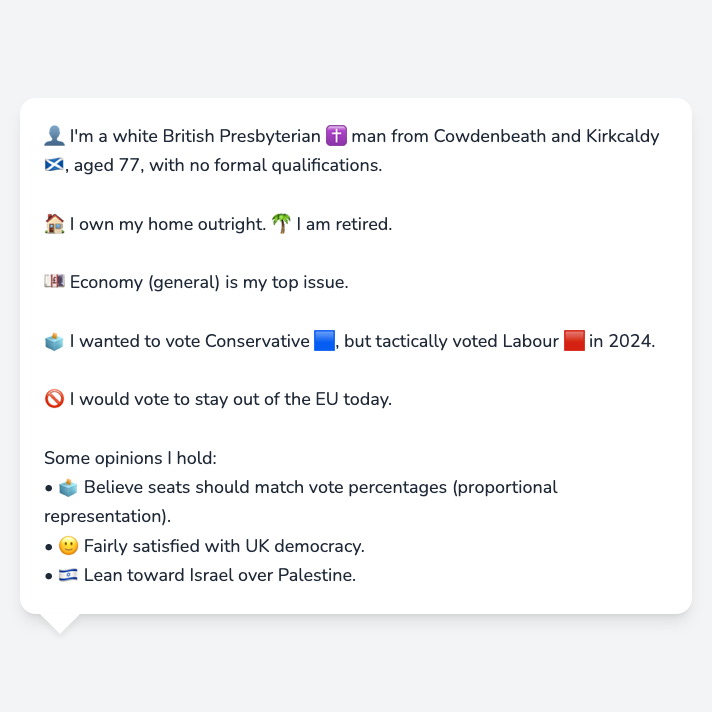 👤 I'm a white British Presbyterian ✝️ man from Cowdenbeath and Kirkcaldy
🏴󠁧󠁢󠁳󠁣󠁴󠁿, aged 77, with no formal qualifications.
🏠 I own my home outright. 🌴 I am retired.
💷 Economy (general) is my top issue.
🗳️ I wanted to vote Conservative 🟦, but tactically voted Labour 🟥 in 2024.
🚫 I would vote to stay out of the EU today.
Some opinions I hold:
• 🗳️ Believe seats should match vote percentages (proportional
representation).
• 🙂 Fairly satisfied with UK democracy.
• 🇮🇱 Lean toward Israel over Palestine.